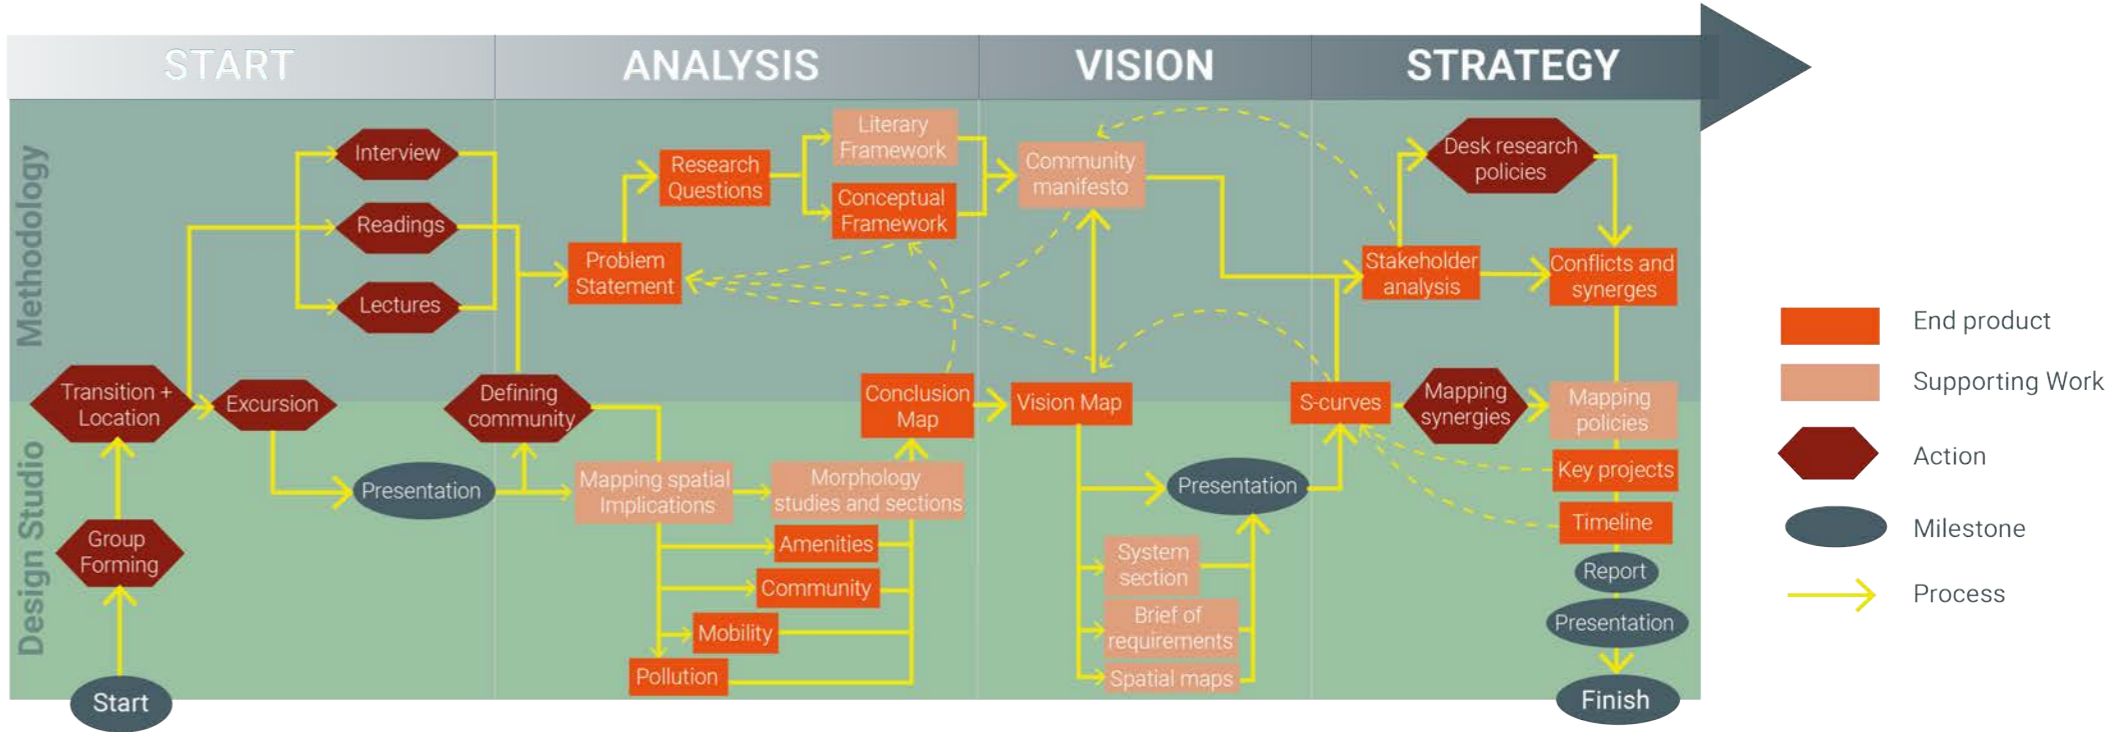 START
ANALYSIS
VISION
STRATEGY
Methodology
Design Studio
Interview
Readings
Lectures
Transition +
Location
Excursion
Group
Forming
Presentation
Start
Defining
community
Problem
Statement
Research
Questions
Literary
Framework
Conceptual
Framework
Mapping spatial
Implications
Morphology
studies and sections
Amenities
Community
Mobility
Pollution
Conclusion
Map
Community
manifesto
Vision Map
Presentation
System
section
Brief of
requirements
Spatial maps
Desk research
policies
Stakeholder
analysis
Conflicts and
synerges
S-curves
Mapping
synergies
Mapping
policies
Key projects
Timeline
Report
Presentation
Finish
End product
Supporting Work
Action
Milestone
Process